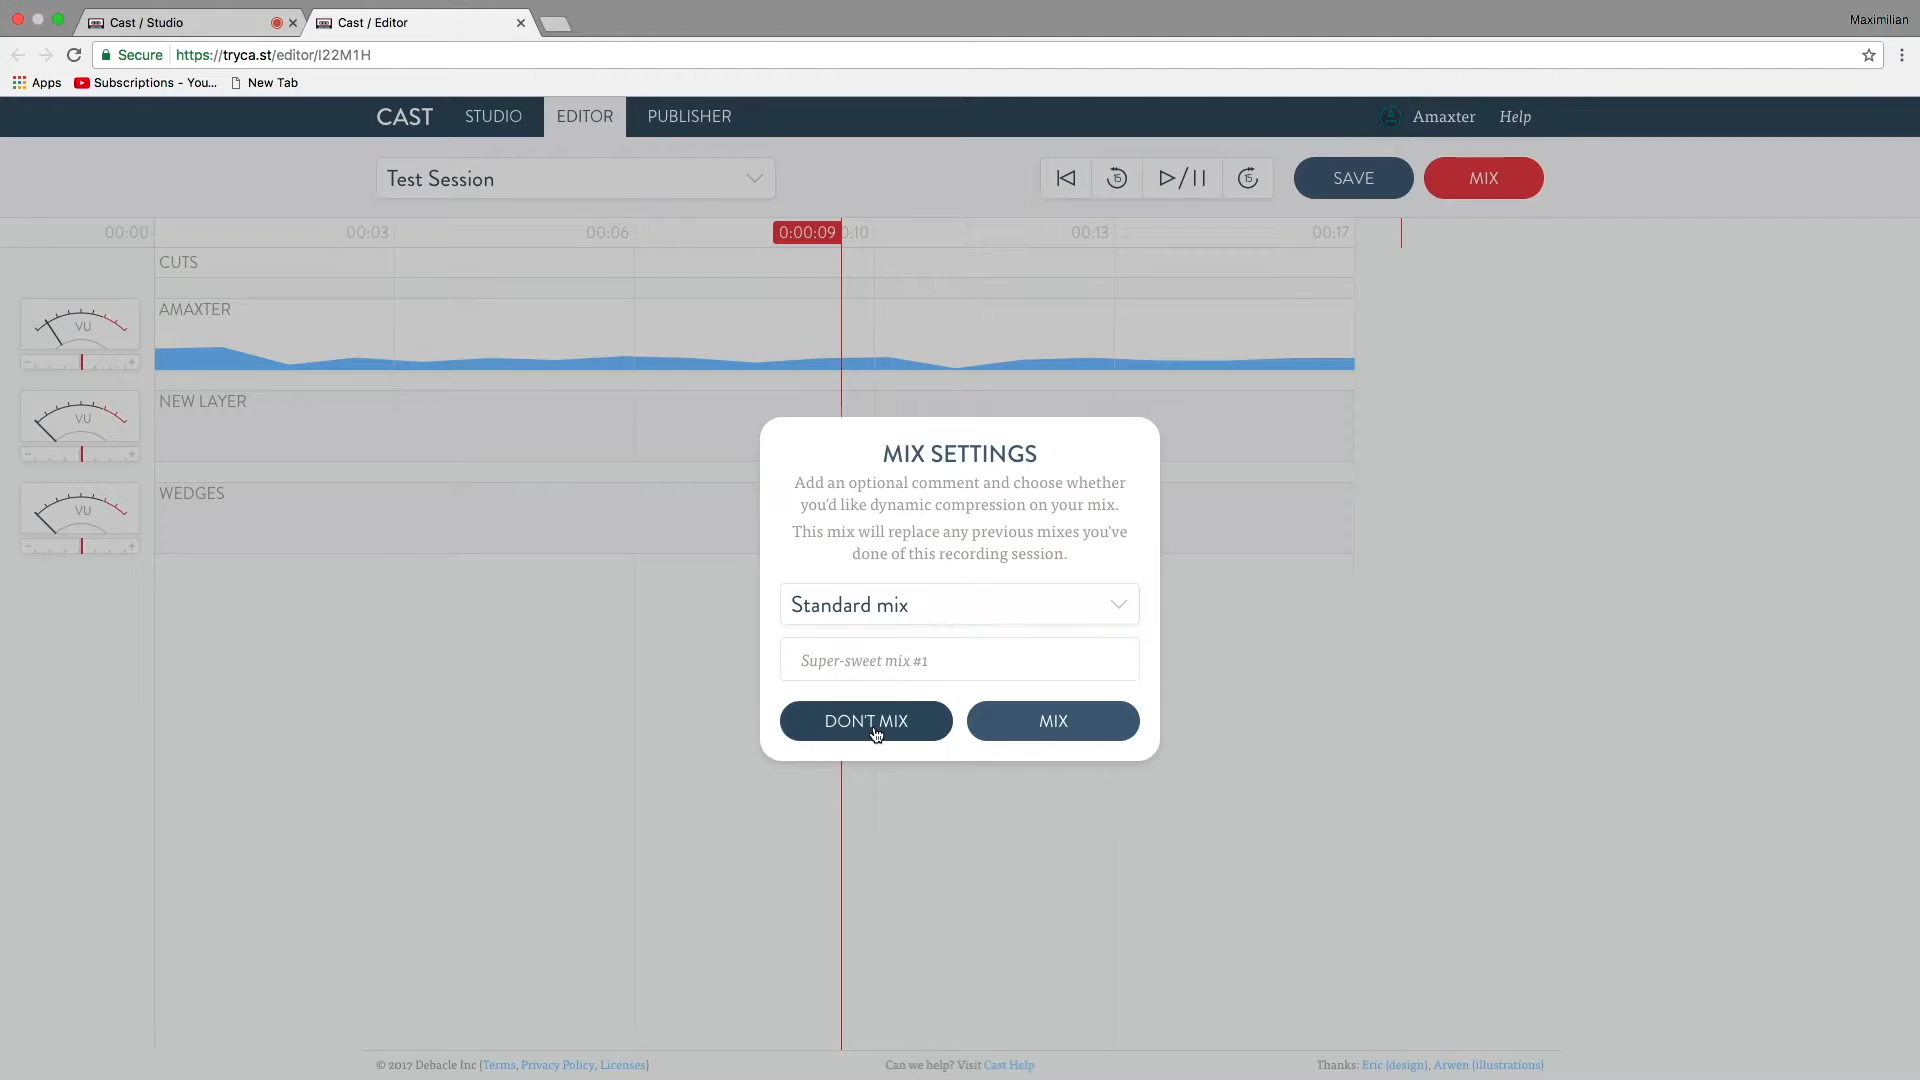 Cast / Studio
Cast / Editor
Maximilian
Secure
https://tryca.st/editor/I22M1H
Apps
Subscriptions - You...
New Tab
CAST
STUDIO
EDITOR
PUBLISHER
Amaxter
Help
Test Session
15
/
15
SAVE
MIX
00:00
00:03
00:06
0:00:09
0:10
00:13
00:17
CUTS
AMAXTER
VU
NEW LAYER
VU
WEDGES
VU
MIX SETTINGS
Add an optional comment and choose whether
you'd like dynamic compression on your mix.
This mix will replace any previous mixes you've
done of this recording session.
Standard mix
Super-sweet mix #1
DON'T MIX
MIX
© 2017 Debacle Inc (Terms, Privacy Policy, Licenses)
Can we help? Visit Cast Help
Thanks: Eric (design), Arwen (illustrations)